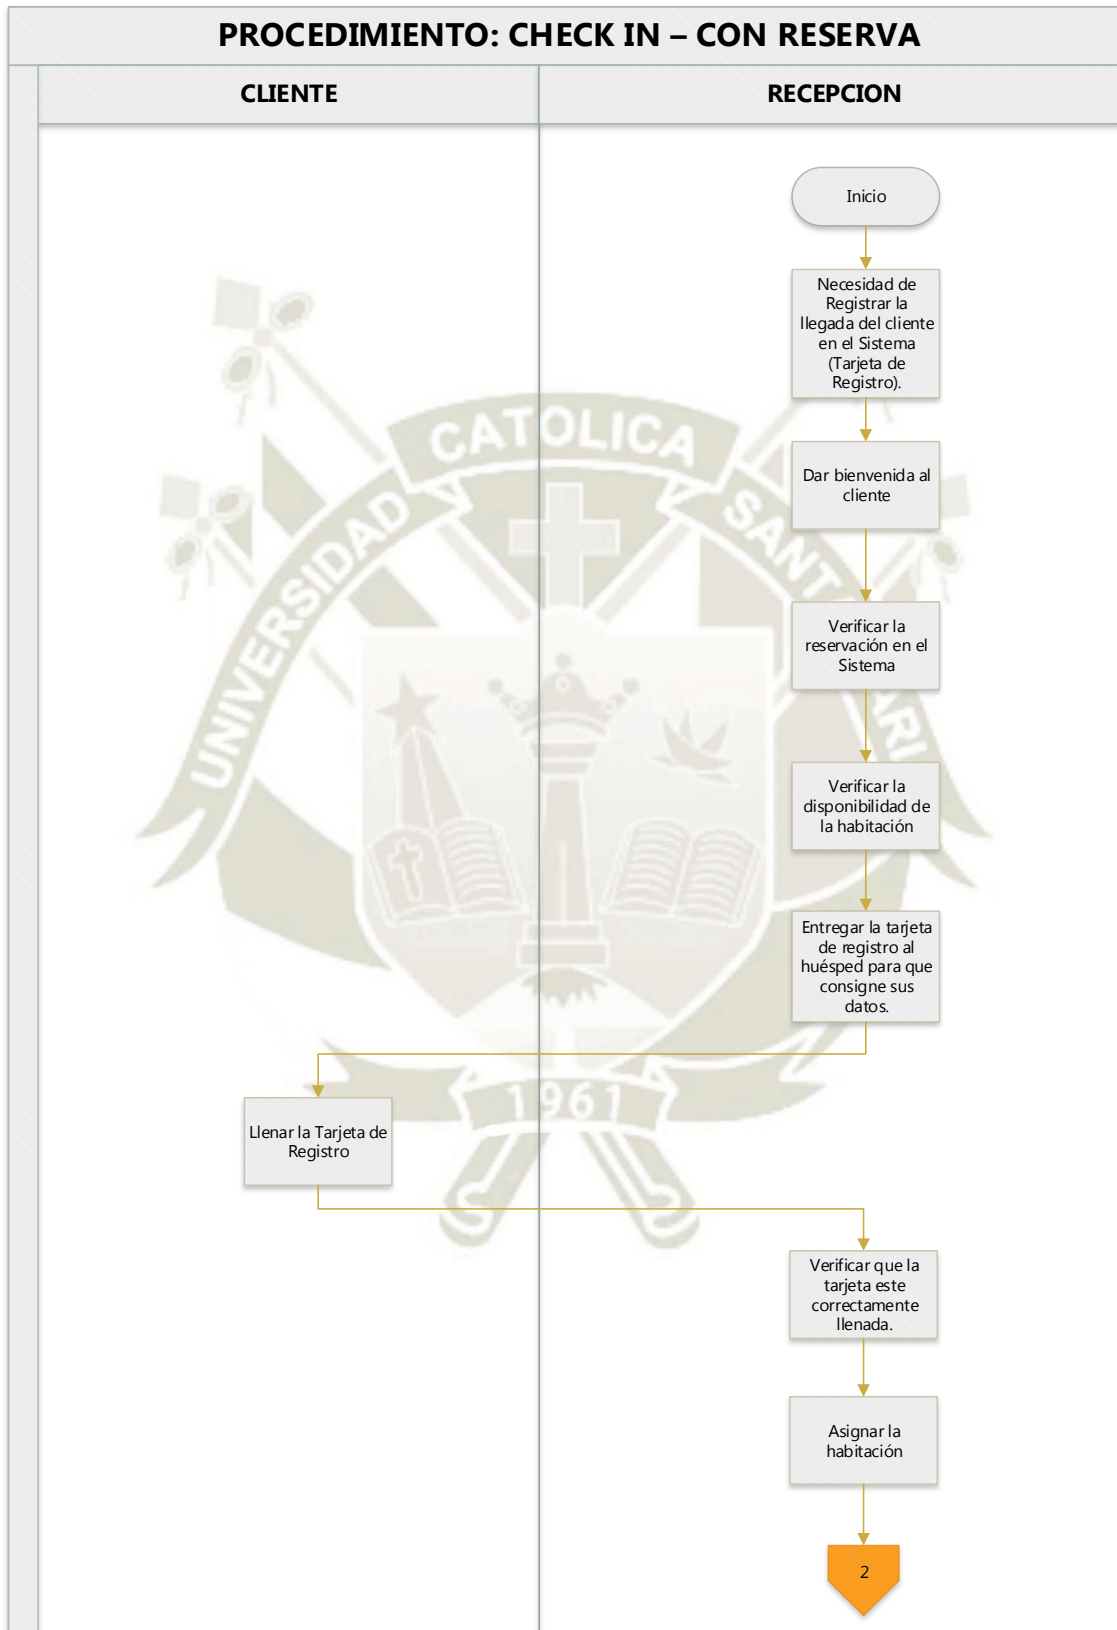 PROCEDIMIENTO: CHECK IN – CON RESERVA
CLIENTE
RECEPCION
Inicio
Necesidad de
Registrar la
llegada del cliente
en el Sistema
(Tarjeta de
Registro).
Dar bienvenida al
cliente
Verificar la
reservación en el
Sistema
Verificar la
disponibilidad de
la habitación
Entregar la tarjeta
de registro al
huésped para que
consigne sus
datos.
Llenar la Tarjeta de
Registro
Verificar que la
tarjeta este
correctamente
llenada.
Asignar la
habitación
2
UNIVERSIDAD
CATOLICA
1961